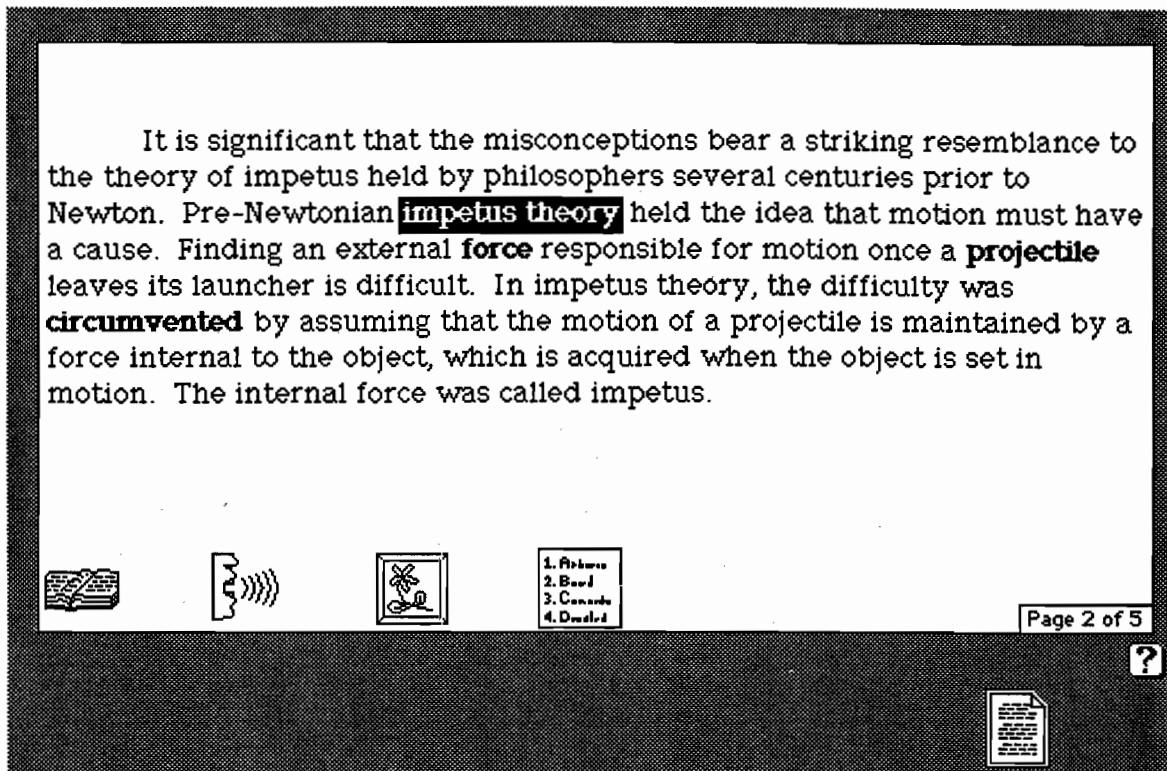 It is significant that the misconceptions bear a striking resemblance to
the theory of impetus held by philosophers several centuries prior to
Newton. Pre-Newtonian impetus theory held the idea that motion must have
a cause. Finding an external force responsible for motion once a projectile
leaves its launcher is difficult. In impetus theory, the difficulty was
circumvented by assuming that the motion of a projectile is maintained by a
force internal to the object, which is acquired when the object is set in
motion. The internal force was called impetus.
1.
2.
3.
4.
Page 2 of 5
?